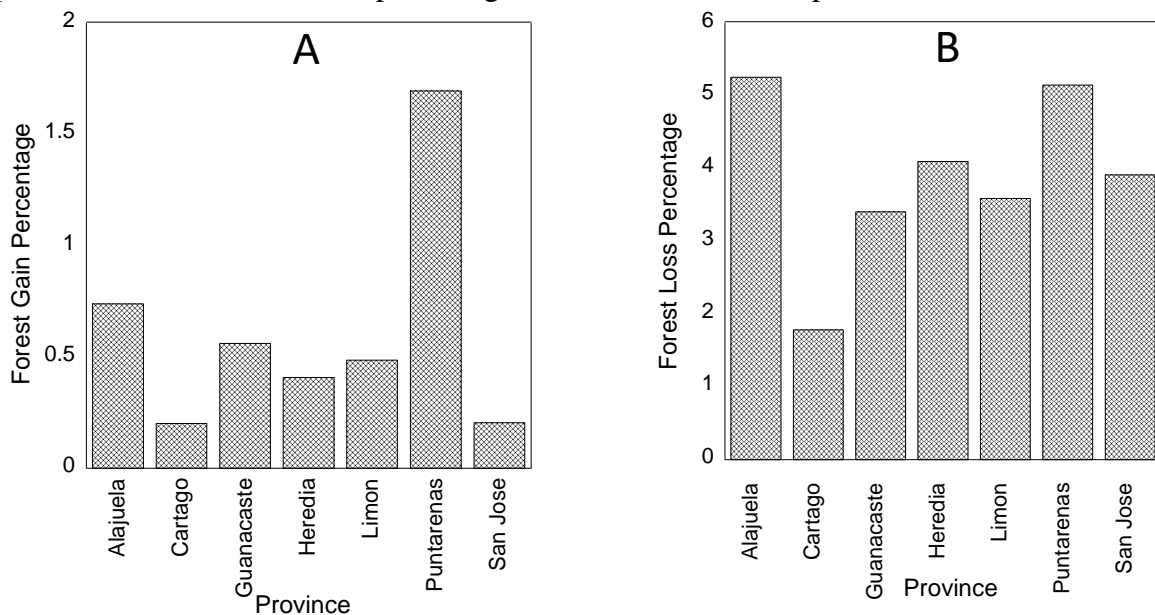 A
Forest Gain Percentage
2
1.5
1
0.5
0
Alajuela
Cartago
Guanacaste
Heredia
Limon
Puntarenas
San Jose
Province
B
Forest Loss Percentage
6
5
4
3
2
1
0
Alajuela
Cartago
Guanacaste
Heredia
Limon
Puntarenas
San Jose
Province